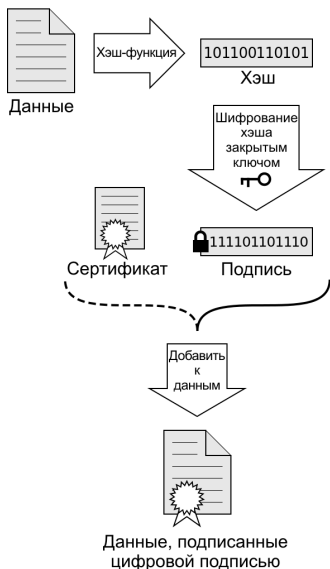 Хэш-функция
101100110101
Данные
Хэш
Шифрование
хэша
закрытым
ключом
111101101110
Сертификат
Подпись
Добавить
к
данным
Данные, подписанные
цифровой подписью